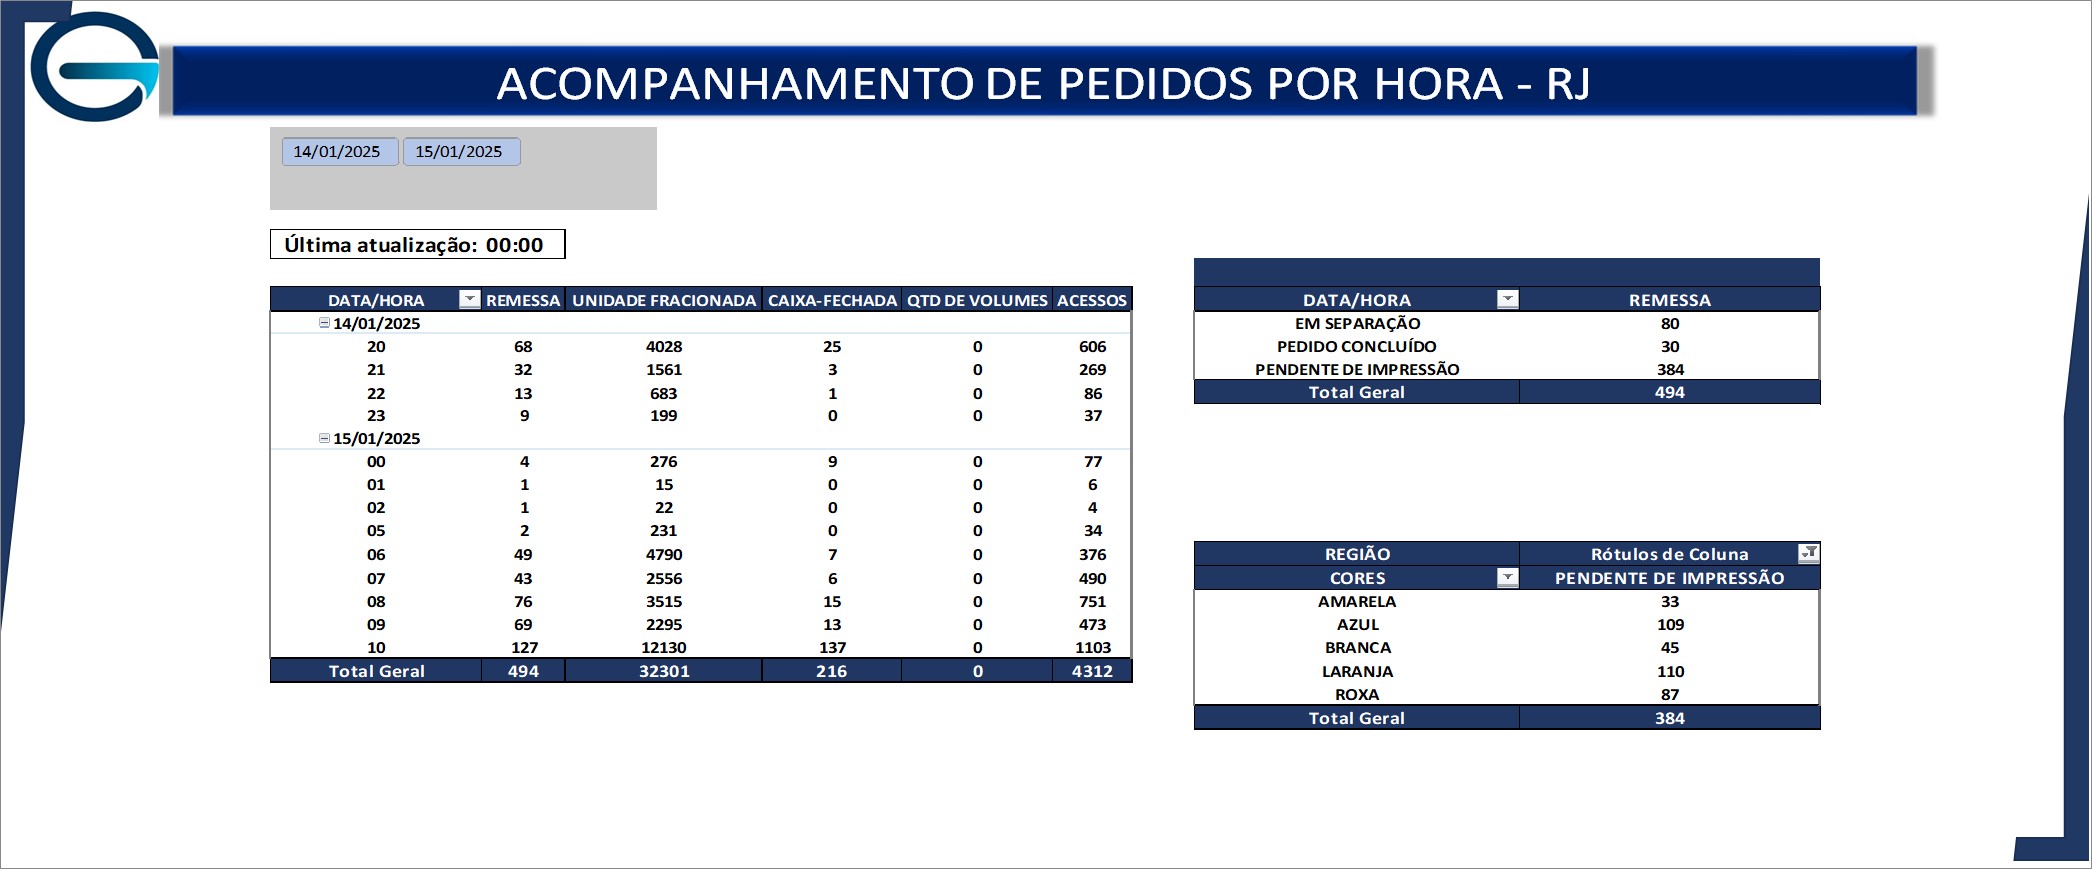 ACOMPANHAMENTO DE PEDIDOS POR HORA - RJ
14/01/2025 15/01/2025
Última atualização: 00:00
DATA/HORA REMESSA UNIDADE FRACIONADA CAIXA-FECHADA QTD DE VOLUMES ACESSOS
14/01/2025
20 68 4028 25 0 606
21 32 1561 3 0 269
22 13 683 1 0 86
23 9 199 0 0 37
15/01/2025
00 4 276 9 0 77
01 1 15 0 0 6
02 1 22 0 0 4
05 2 231 0 0 34
06 49 4790 7 0 376
07 43 2556 6 0 490
08 76 3515 15 0 751
09 69 2295 13 0 473
10 127 12130 137 0 1103
Total Geral 494 32301 216 0 4312
DATA/HORA REMESSA
EM SEPARAÇÃO 80
PEDIDO CONCLUÍDO 30
PENDENTE DE IMPRESSÃO 384
Total Geral 494
REGIÃO Rótulos de Coluna
CORES PENDENTE DE IMPRESSÃO
AMARELA 33
AZUL 109
BRANCA 45
LARANJA 110
ROXA 87
Total Geral 384